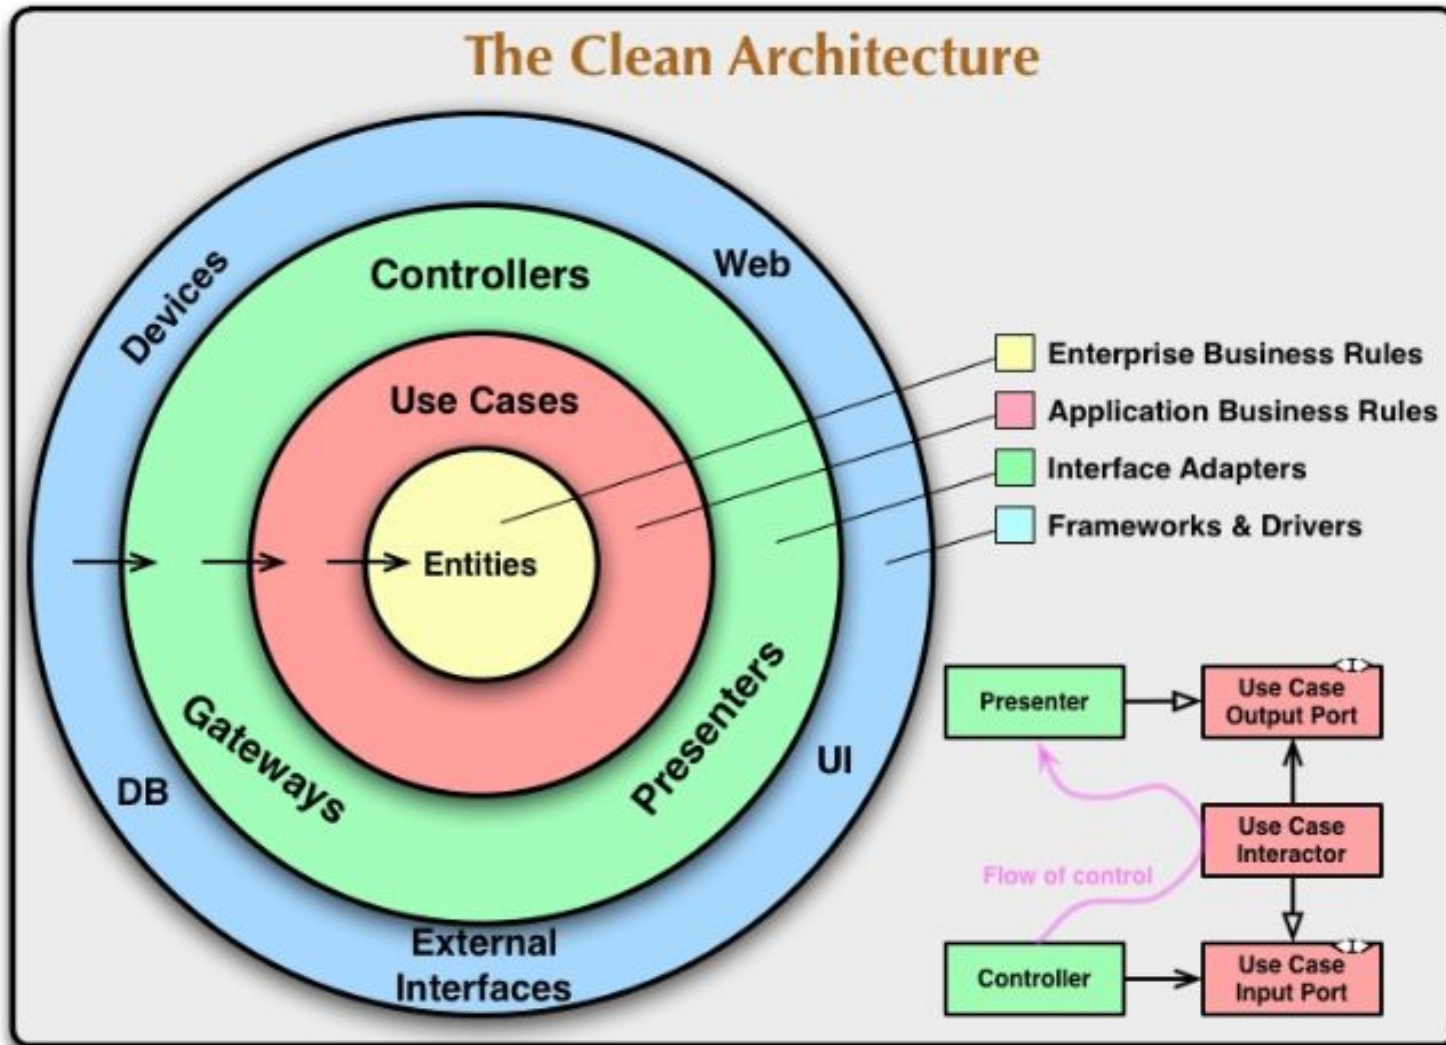 The Clean Architecture
Devices
Controllers
Web
Use Cases
Entities
Gateways
Presenters
DB
UI
External
Interfaces
Enterprise Business Rules
Application Business Rules
Interface Adapters
Frameworks & Drivers
Presenter
Use Case
Output Port
I
Use Case
Interactor
Flow of control
Controller
Use Case
Input Port
I